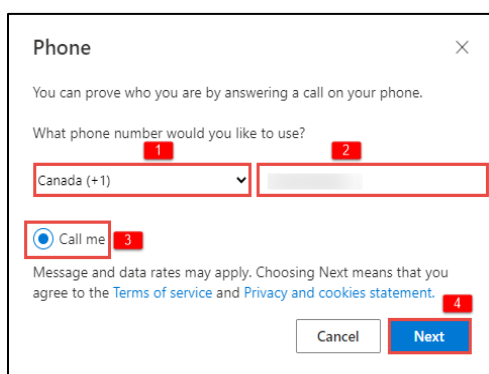 Phone
You can prove who you are by answering a call on your phone.
What phone number would you like to use?
1 2
Canada (+1)
Call me 3
Message and data rates may apply. Choosing Next means that you
agree to the Terms of service and Privacy and cookies statement.
4
Cancel Next